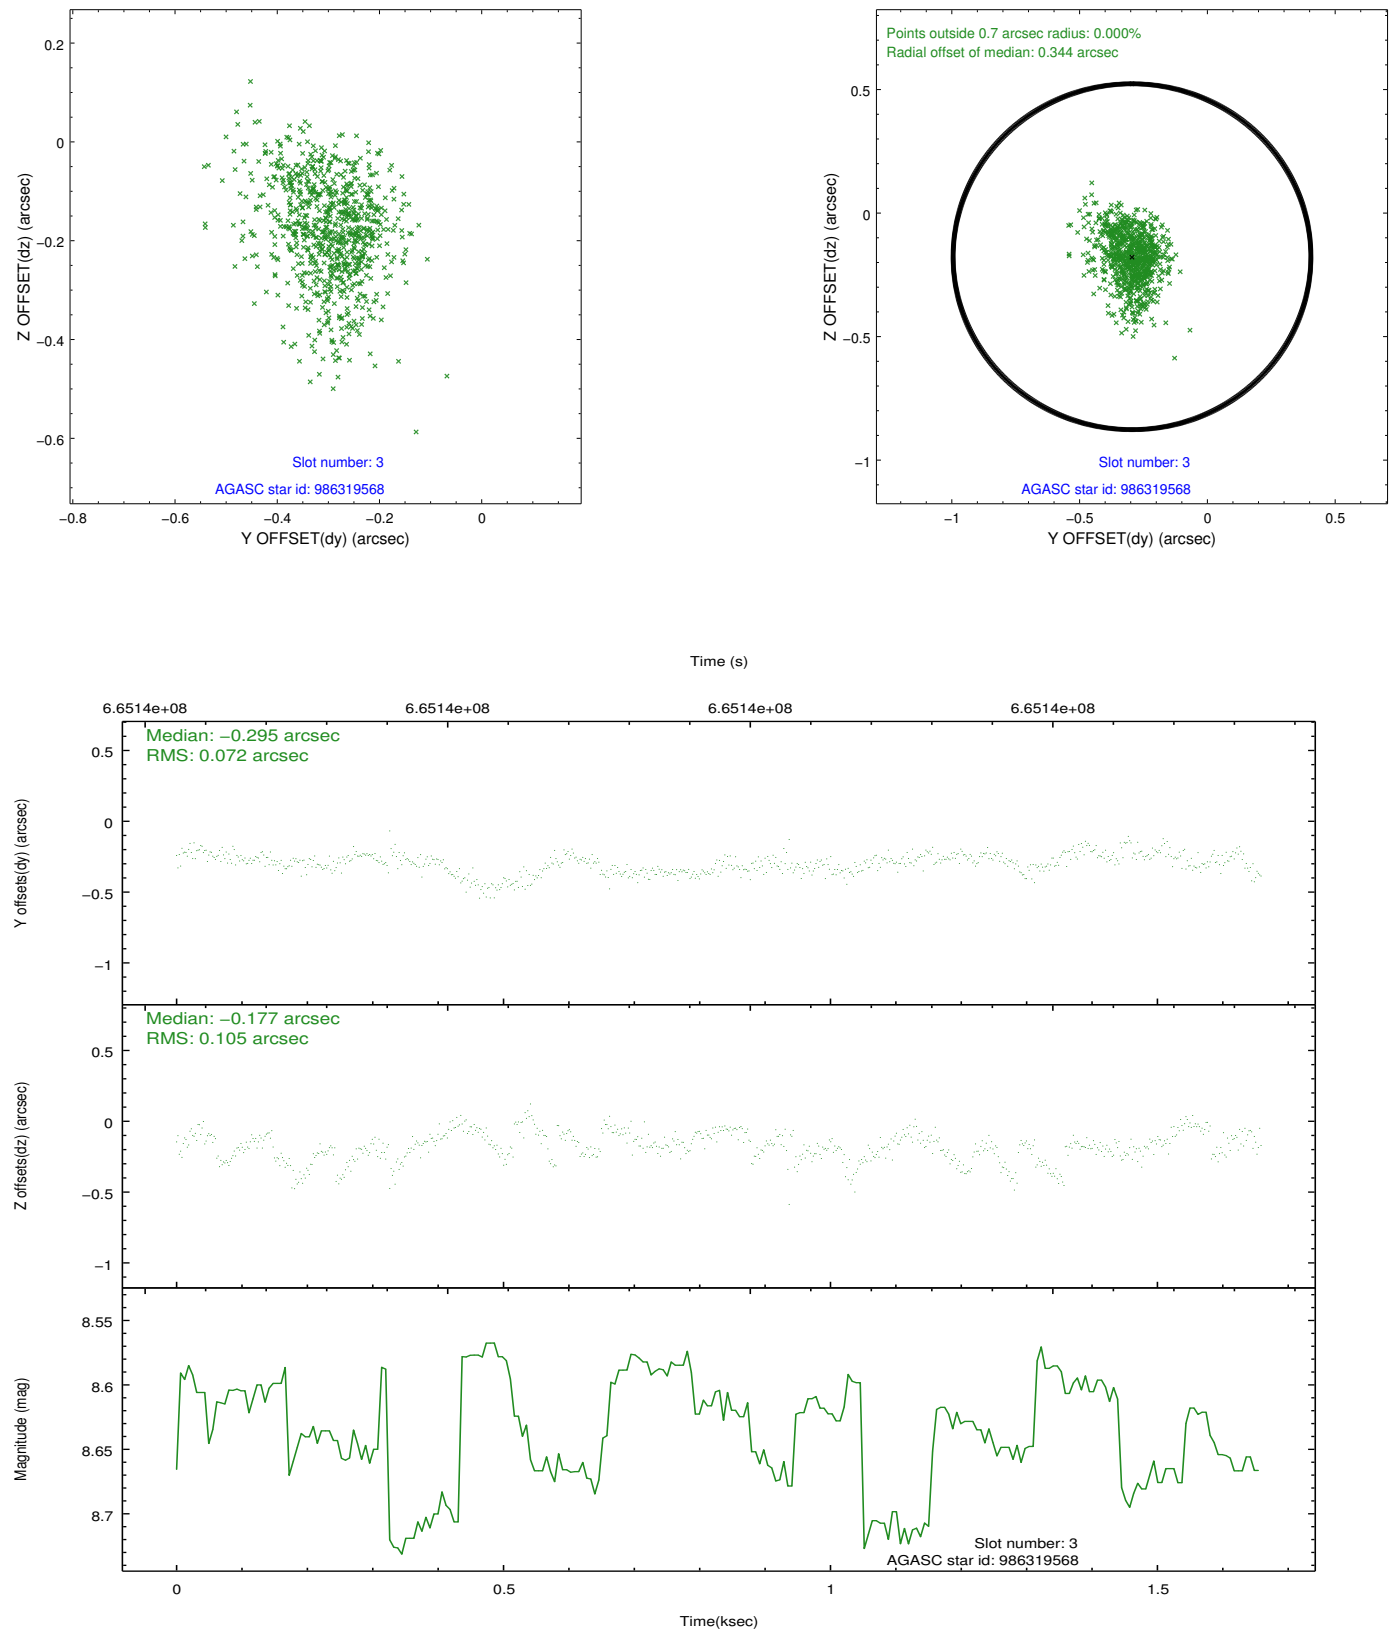 0.2
0
−0.2
−0.4
−0.6
Z OFFSET(dz) (arcsec)
Slot number: 3
AGASC star id: 986319568
−0.8
−0.6
−0.4
−0.2
0
Y OFFSET(dy) (arcsec)
Points outside 0.7 arcsec radius: 0.000%
Radial offset of median: 0.344 arcsec
0.5
0
−0.5
−1
Z OFFSET(dz) (arcsec)
Slot number: 3
AGASC star id: 986319568
−1
−0.5
0
0.5
Y OFFSET(dy) (arcsec)
Time (s)
6.6514e+08
6.6514e+08
6.6514e+08
6.6514e+08
Median: −0.295 arcsec
RMS: 0.072 arcsec
0.5
0
−0.5
−1
Y offsets(dy) (arcsec)
Median: −0.177 arcsec
RMS: 0.105 arcsec
0.5
0
−0.5
−1
Z offsets(dz) (arcsec)
8.55
8.6
8.65
8.7
Magnitude (mag)
Slot number: 3
AGASC star id: 986319568
0
0.5
1
1.5
Time(ksec)